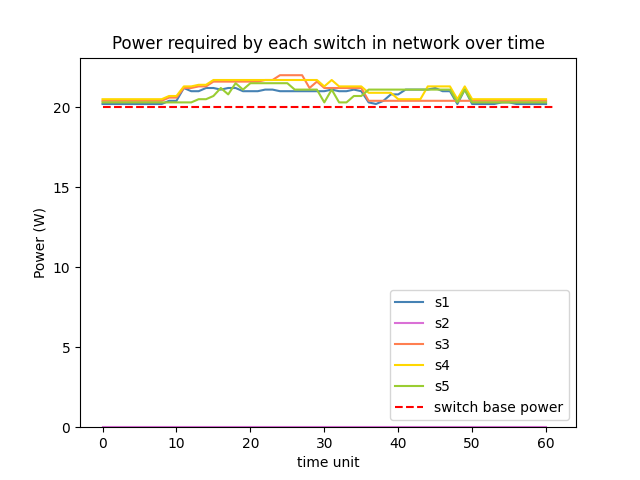 Power required by each switch in network over time
20
15
10
5
0
Power (W)
s1
s2
s3
s4
s5
switch base power
0 10 20 30 40 50 60
time unit